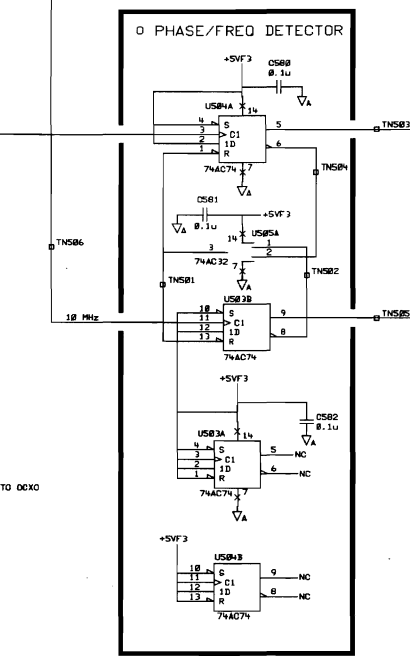 o PHASE/FREQ DETECTOR
+5VF3
C580
0.1u
A
U504A
14
4
S
3
C1
2
1D
1
R
5
6
TN503
74AC74
7
A
TN504
C581
0.1u
A
+5VF3
14
U505A
3
1
2
74AC32
7
A
TN506
TN501
TN502
U503B
10 MHz
10
S
11
C1
12
1D
13
R
9
8
TN505
74AC74
+5VF3
C582
0.1u
A
U503A
14
4
S
3
C1
2
1D
1
R
5
NC
6
NC
74AC74
7
A
TO OCXO
+5VF3
U504B
10
S
11
C1
12
1D
13
R
9
NC
8
NC
74AC74